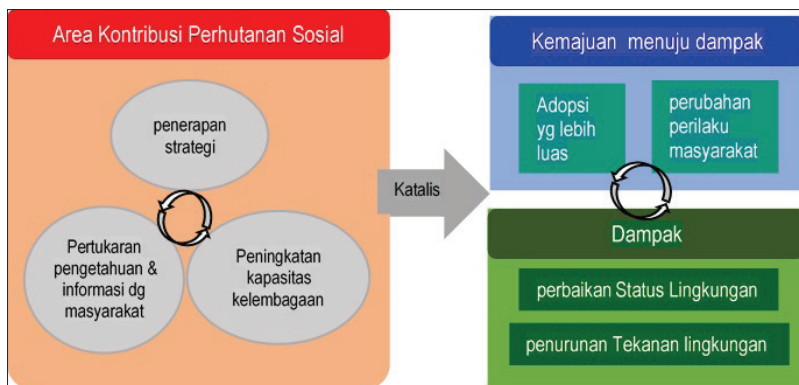 Area Kontribusi Perhutanan Sosial
penerapan
strategi
Pertukaran
pengetahuan &
informasi dg
masyarakat
Peningkatan
kapasitas
kelembagaan
Katalis
Kemajuan menuju dampak
Adopsi
yg lebih
luas
perubahan
perilaku
masyarakat
Dampak
perbaikan Status Lingkungan
penurunan Tekanan lingkungan